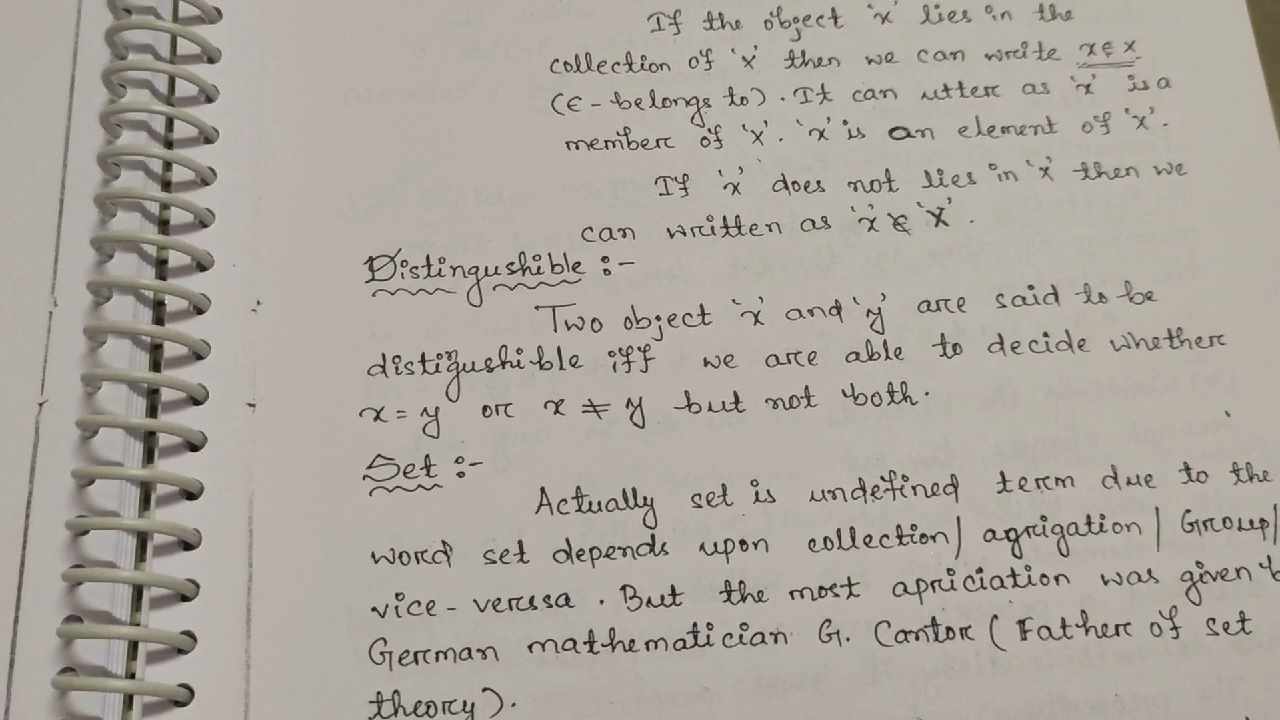 If the object 'x' lies in the
collection of 'x' then we can write x∈x
(∈ - belongs to). It can utter as 'x' is a
member of 'x'. 'x' is an element of 'x'.
If 'x' does not lies in 'x' then we
can written as 'x' ∉ 'x'.
Distingushible :-
Two object 'x' and 'y' are said to be
distigushible iff we are able to decide whether
x = y or x ≠ y but not both.
Set :-
Actually set is undefined term due to the
word set depends upon collection/ agrigation / Group/
vice-verssa. But the most apriciation was given
German mathematician G. Cantor (Father of set
theory).